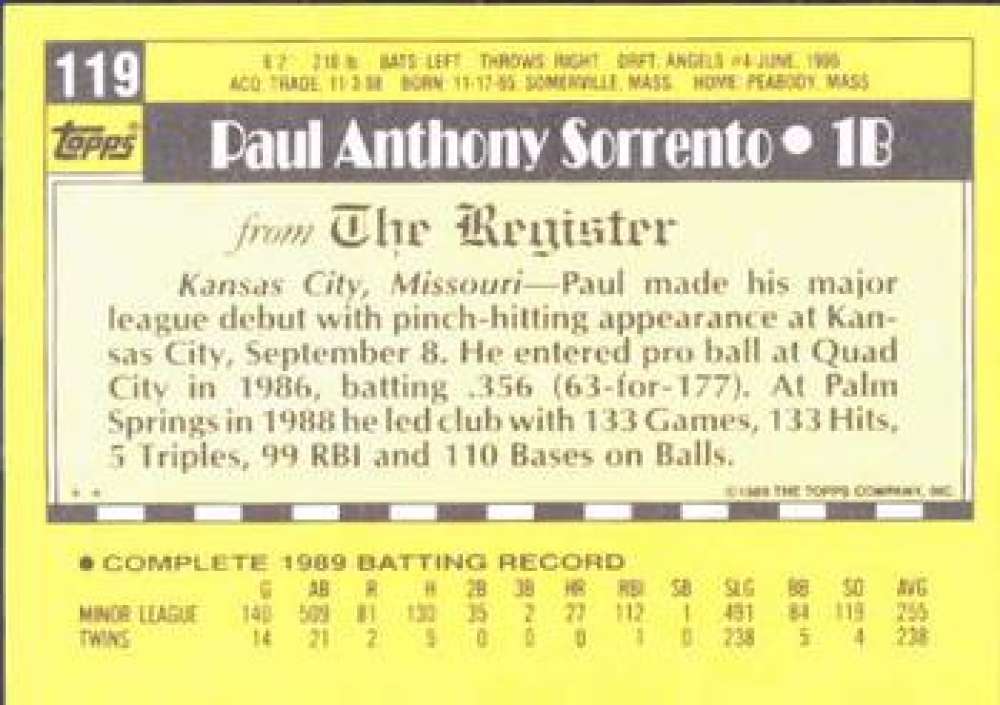 119
6'2" 210 lb. BATS: LEFT THROWS: RIGHT DRFT: ANGELS #4-JUNE, 1986
ACQ: TRADE, 11-3-88 BORN: 11-17-65, SOMERVILLE, MASS. HOME: PEABODY, MASS.
Topps®
Paul Anthony Sorrento • 1B
from The Register
Kansas City, Missouri—Paul made his major
league debut with pinch-hitting appearance at Kan-
sas City, September 8. He entered pro ball at Quad
City in 1986, batting .356 (63-for-177). At Palm
Springs in 1988 he led club with 133 Games, 133 Hits,
5 Triples, 99 RBI and 110 Bases on Balls.
* * © 1989 THE TOPPS COMPANY, INC.
● COMPLETE 1989 BATTING RECORD
G AB R H 2B 3B HR RBI SB SLG BB SO AVG
MINOR LEAGUE 140 509 81 130 35 2 27 112 1 .491 84 119 .255
TWINS 14 21 2 5 0 0 0 1 0 .238 5 4 .238